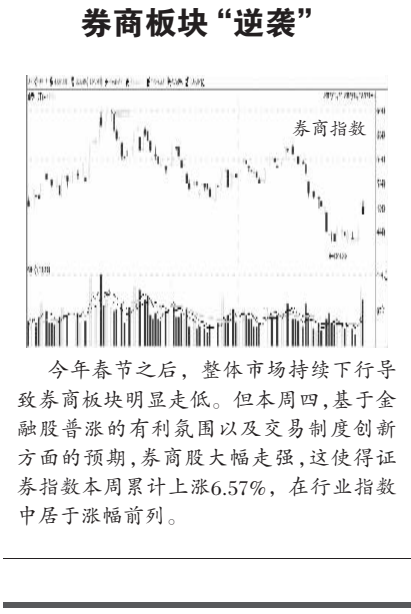 券商板块“逆袭”
券商指数
今年春节之后，整体市场持续下行导
致券商板块明显走低。但本周四,基于金
融股普涨的有利氛围以及交易制度创新
方面的预期,券商股大幅走强,这使得证
券指数本周累计上涨6.57%，在行业指数
中居于涨幅前列。